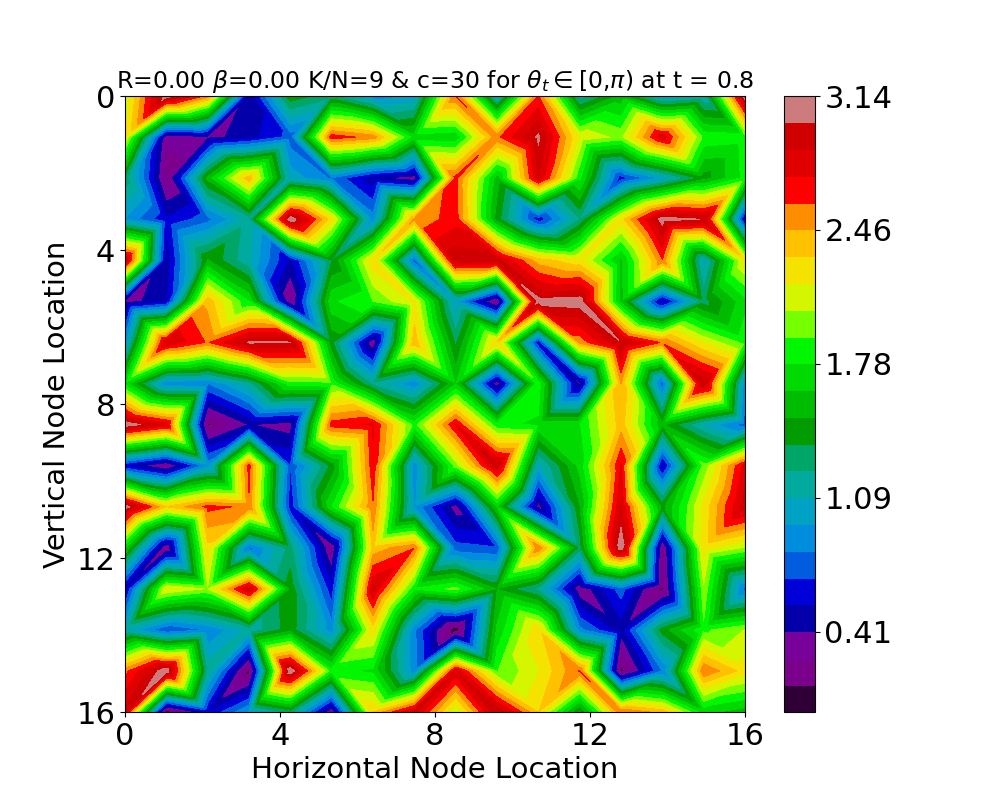 R=0.00 β=0.00 K/N=9 & c=30 for θ_t ∈ [0,π) at t = 0.8
0
4
8
12
16
0 4 8 12 16
Vertical Node Location
Horizontal Node Location
3.14
2.46
1.78
1.09
0.41